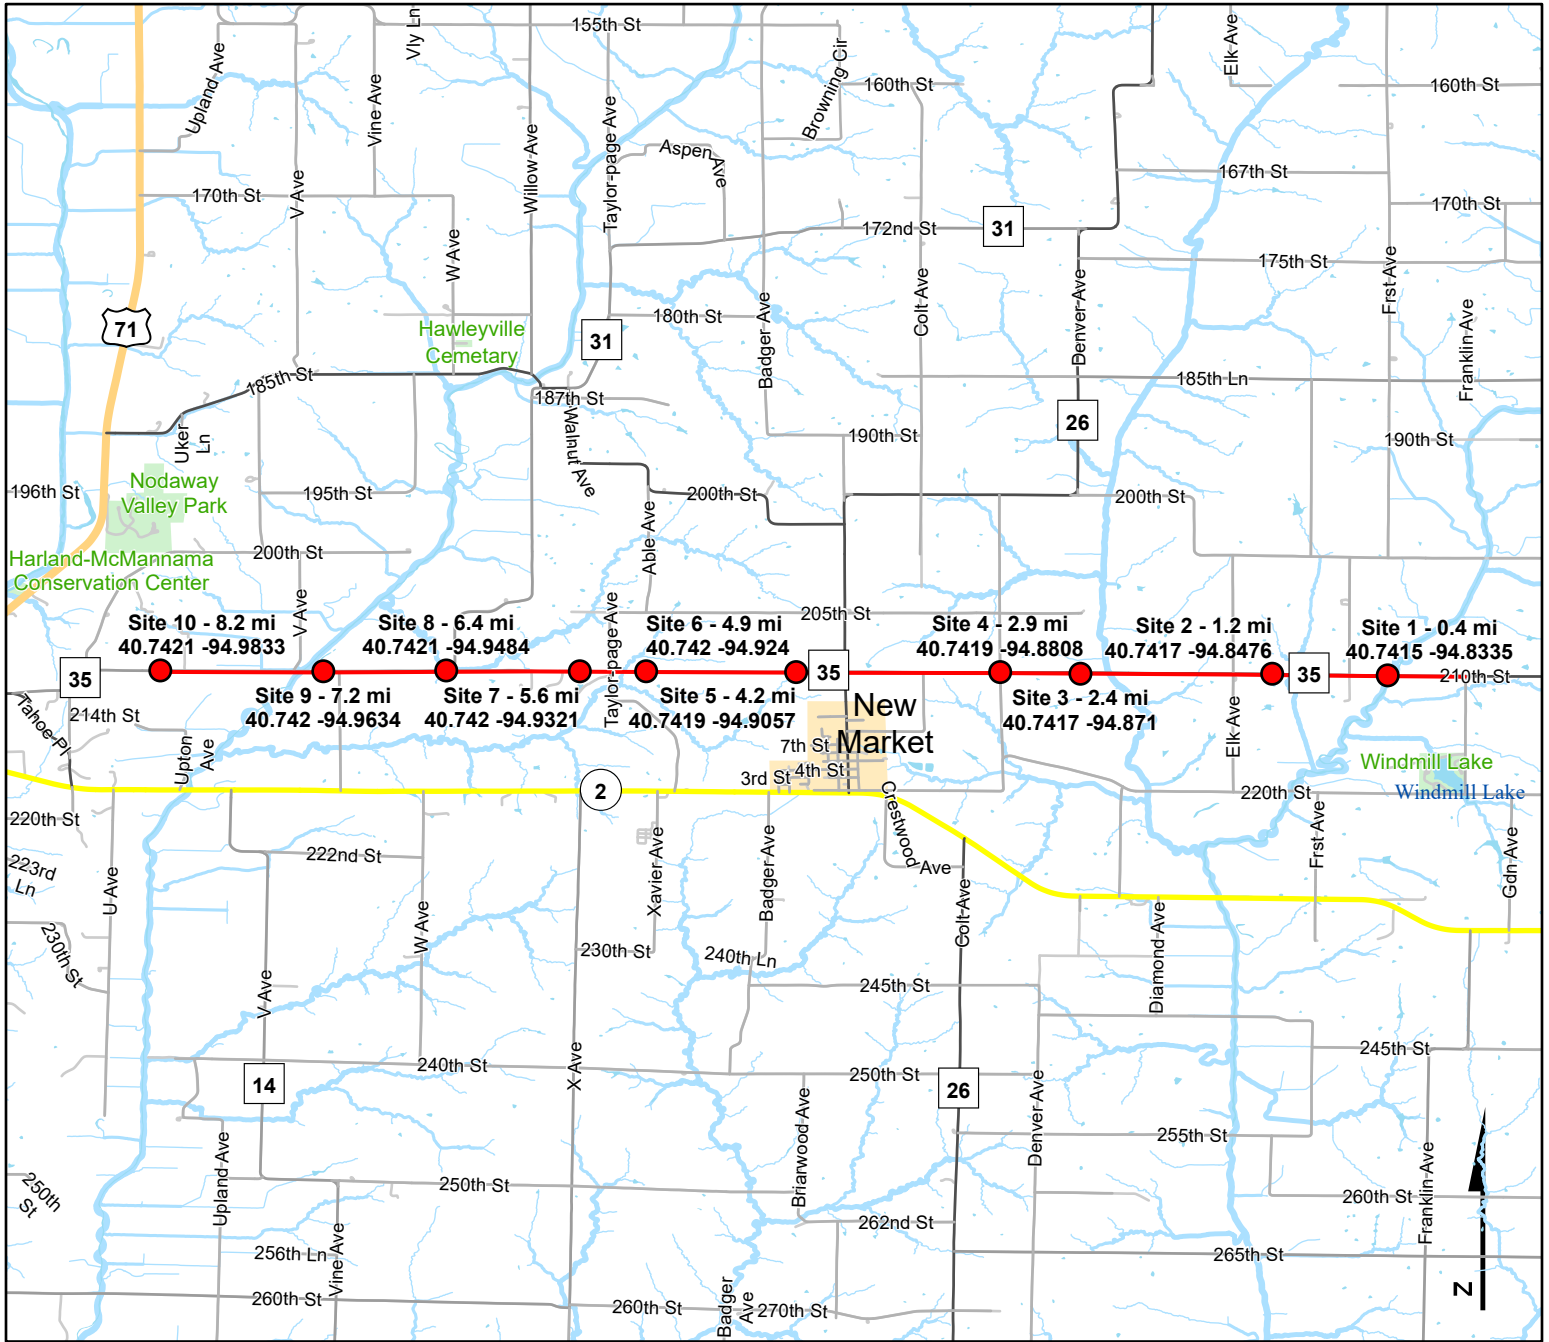 155th St
Vly Ln
Upland Ave
Vine Ave
Browning Cir
160th St
Elk Ave
160th St
Willow Ave
Taylor-page Ave
Aspen Ave
167th St
170th St
V Ave
170th St
172nd St
31
W Ave
175th St
Colt Ave
Denver Ave
Frst Ave
71
Hawleyville
Cemetary
31
180th St
Badger Ave
Franklin Ave
185th St
187th St
185th Ln
Uker
Ln
Walnut Ave
190th St
26
190th St
196th St
Nodaway
Valley Park
195th St
200th St
200th St
Harland-McMannama
Conservation Center
200th St
Able Ave
V Ave
Taylor-page Ave
205th St
Site 10 - 8.2 mi
40.7421 -94.9833
Site 8 - 6.4 mi
40.7421 -94.9484
Site 6 - 4.9 mi
40.742 -94.924
Site 4 - 2.9 mi
40.7419 -94.8808
Site 2 - 1.2 mi
40.7417 -94.8476
Site 1 - 0.4 mi
40.7415 -94.8335
35
35
35
210th St
Site 9 - 7.2 mi
40.742 -94.9634
Site 7 - 5.6 mi
40.742 -94.9321
Site 5 - 4.2 mi
40.7419 -94.9057
Site 3 - 2.4 mi
40.7417 -94.871
Tahoe Pl
214th St
Upton
Ave
New
Market
Elk Ave
7th St
4th St
3rd St
Windmill Lake
Windmill Lake
2
220th St
220th St
Crestwood Ave
Frst Ave
Gdn Ave
223rd
Ln
222nd St
U Ave
W Ave
Xavier Ave
Badger Ave
Colt Ave
Diamond Ave
230th St
230th St
240th Ln
V Ave
245th St
245th St
240th St
X Ave
250th St
14
26
Briarwood Ave
Denver Ave
255th St
Upland Ave
250th
St
250th St
Franklin Ave
260th St
262nd St
256th Ln
Vine Ave
265th St
Z
260th St
260th St
Badger
Ave
270th St